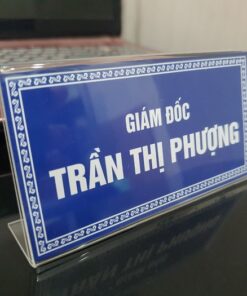 GIÁM ĐỐC
TRẦN THỊ PHƯỢNG